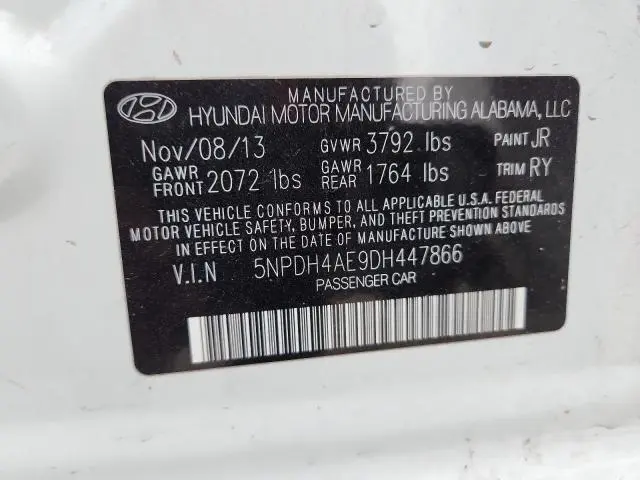 MANUFACTURED BY
HYUNDAI MOTOR MANUFACTURING ALABAMA, LLC
Nov/08/13 GVWR 3792 lbs PAINT JR
GAWR FRONT 2072 lbs GAWR REAR 1764 lbs TRIM RY
THIS VEHICLE CONFORMS TO ALL APPLICABLE U.S.A. FEDERAL
MOTOR VEHICLE SAFETY, BUMPER, AND THEFT PREVENTION STANDARDS
IN EFFECT ON THE DATE OF MANUFACTURE SHOWN ABOVE
V.I.N 5NPDH4AE9DH447866
PASSENGER CAR